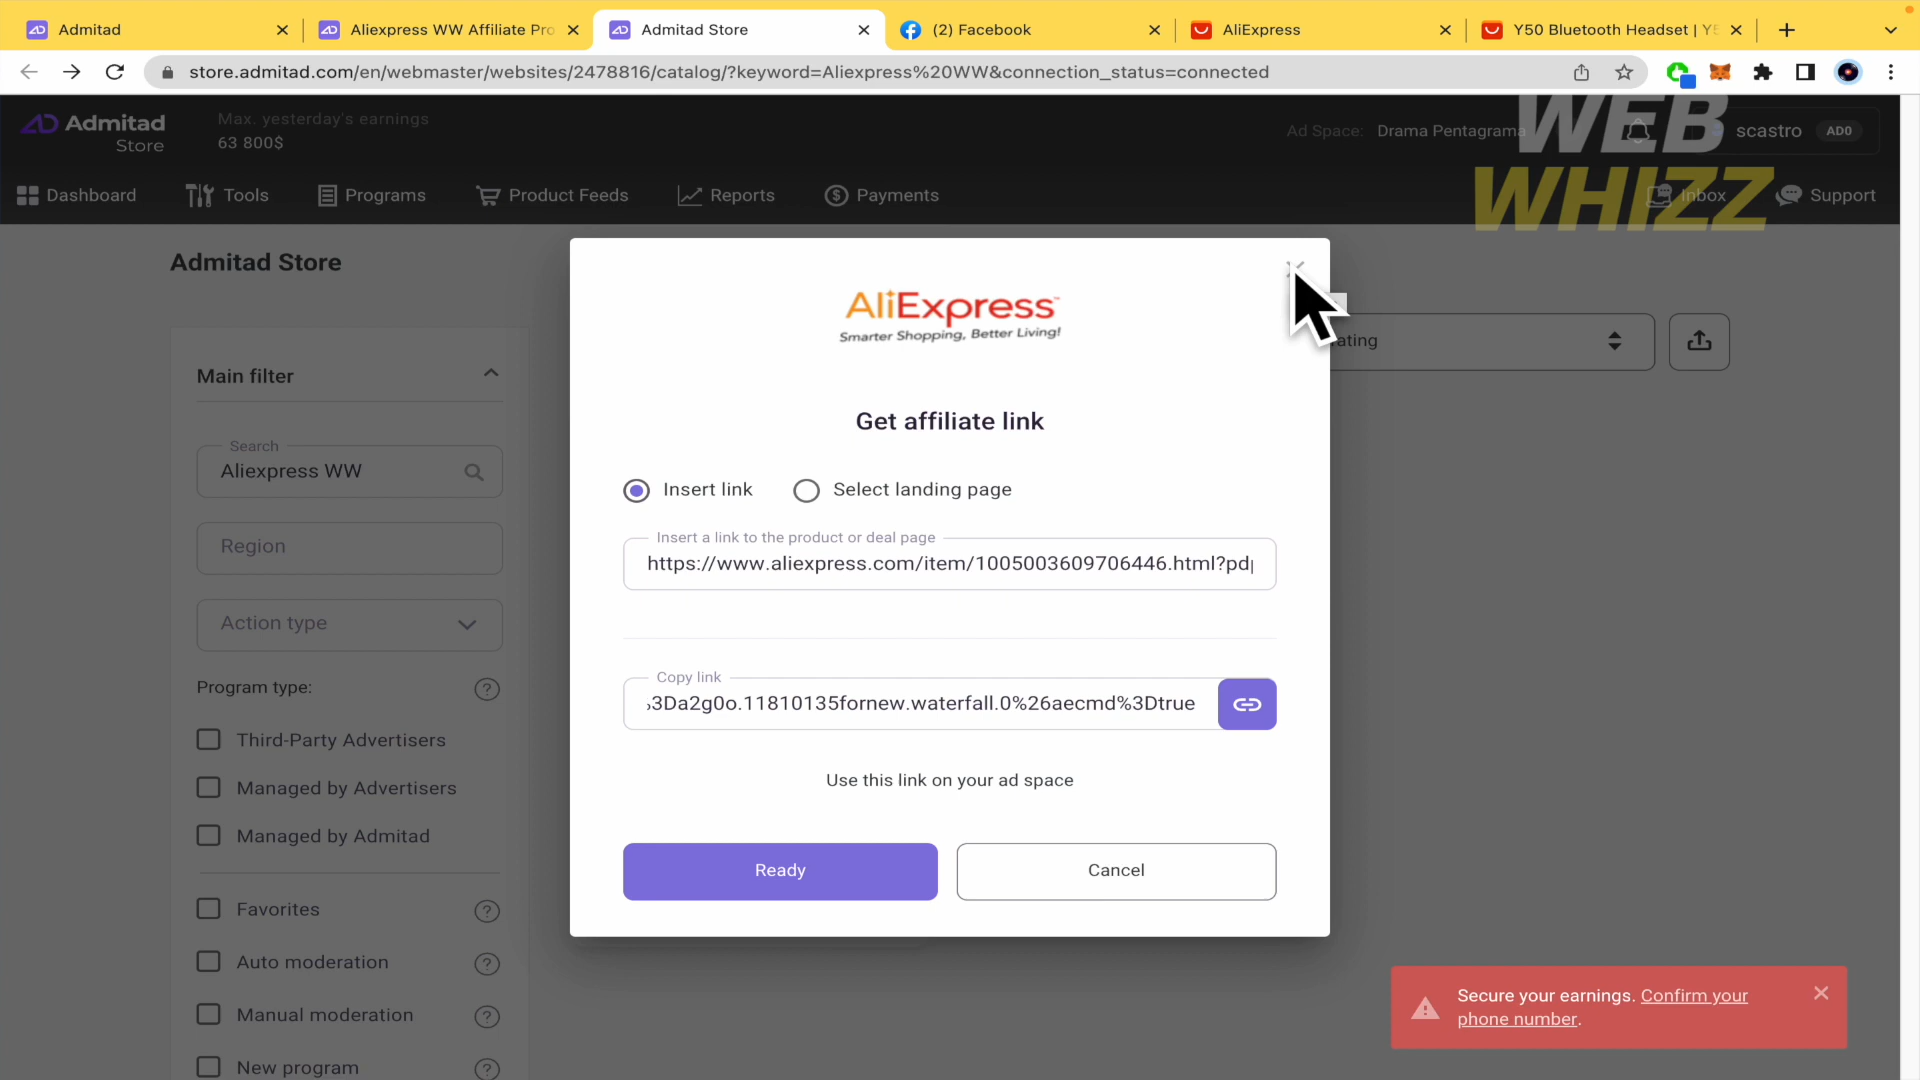 Admitad
Aliexpress WW Affiliate Pro
Admitad Store
(2) Facebook
AliExpress
Y50 Bluetooth Headset | Y5
store.admitad.com/en/webmaster/websites/2478816/catalog/?keyword=Aliexpress%20WW&connection_status=connected
Admitad
Store
Max. yesterday's earnings
63 800$
Ad Space: Drama Pentagrama
scastro AD0
WEB
WHIZZ
Dashboard
Tools
Programs
Product Feeds
Reports
Payments
Inbox
Support
Admitad Store
Main filter
Search
Aliexpress WW
Region
Action type
Program type:
Third-Party Advertisers
Managed by Advertisers
Managed by Admitad
Favorites
Auto moderation
Manual moderation
New program
AliExpress™
Smarter Shopping, Better Living!
Get affiliate link
Insert link
Select landing page
Insert a link to the product or deal page
https://www.aliexpress.com/item/1005003609706446.html?pd
Copy link
3Da2g0o.11810135fornew.waterfall.0%26aecmd%3Dtrue
Use this link on your ad space
Ready
Cancel
Secure your earnings. Confirm your
phone number.